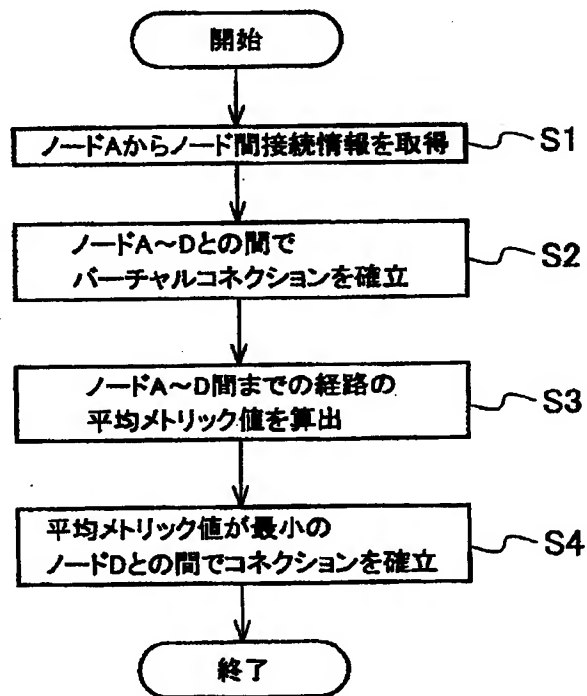 開始
ノードAからノード間接続情報を取得
S1
ノードA～Dとの間で
バーチャルコネクションを確立
S2
ノードA～D間までの経路の
平均メトリック値を算出
S3
平均メトリック値が最小の
ノードDとの間でコネクションを確立
S4
終了